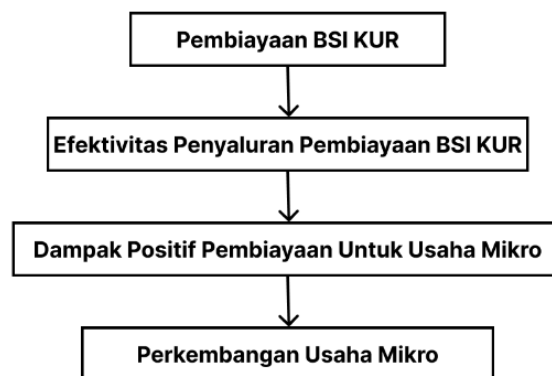 Pembiayaan BSI KUR
Efektivitas Penyaluran Pembiayaan BSI KUR
Dampak Positif Pembiayaan Untuk Usaha Mikro
Perkembangan Usaha Mikro